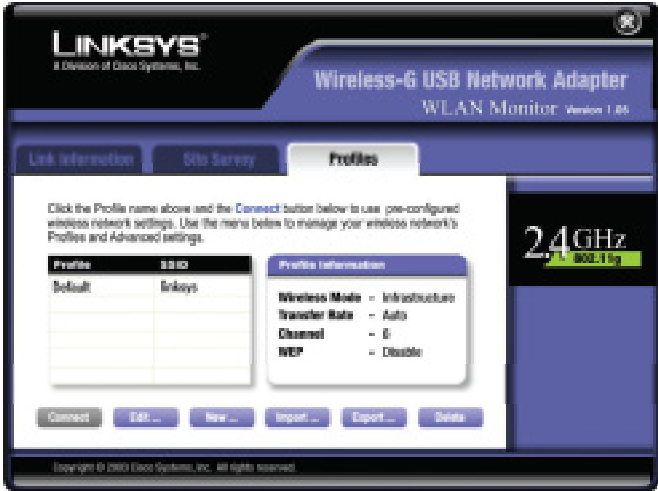 LINKSYS®
A Division of Cisco Systems, Inc.
Wireless-G USB Network Adapter
WLAN Monitor Version 1.05
Link Information Site Survey Profiles
Click the Profile name above and the Connect button below to use pre-configured
wireless network settings. Use the menu below to manage your wireless network's
Profiles and Advanced settings.
Profile SSID
Default linksys
Profile Information
Wireless Mode - Infrastructure
Transfer Rate - Auto
Channel - 6
WEP - Disable
2.4GHz
802.11g
Connect Edit ... New ... Import ... Export ... Delete
Copyright © 2003 Cisco Systems, Inc. All rights reserved.